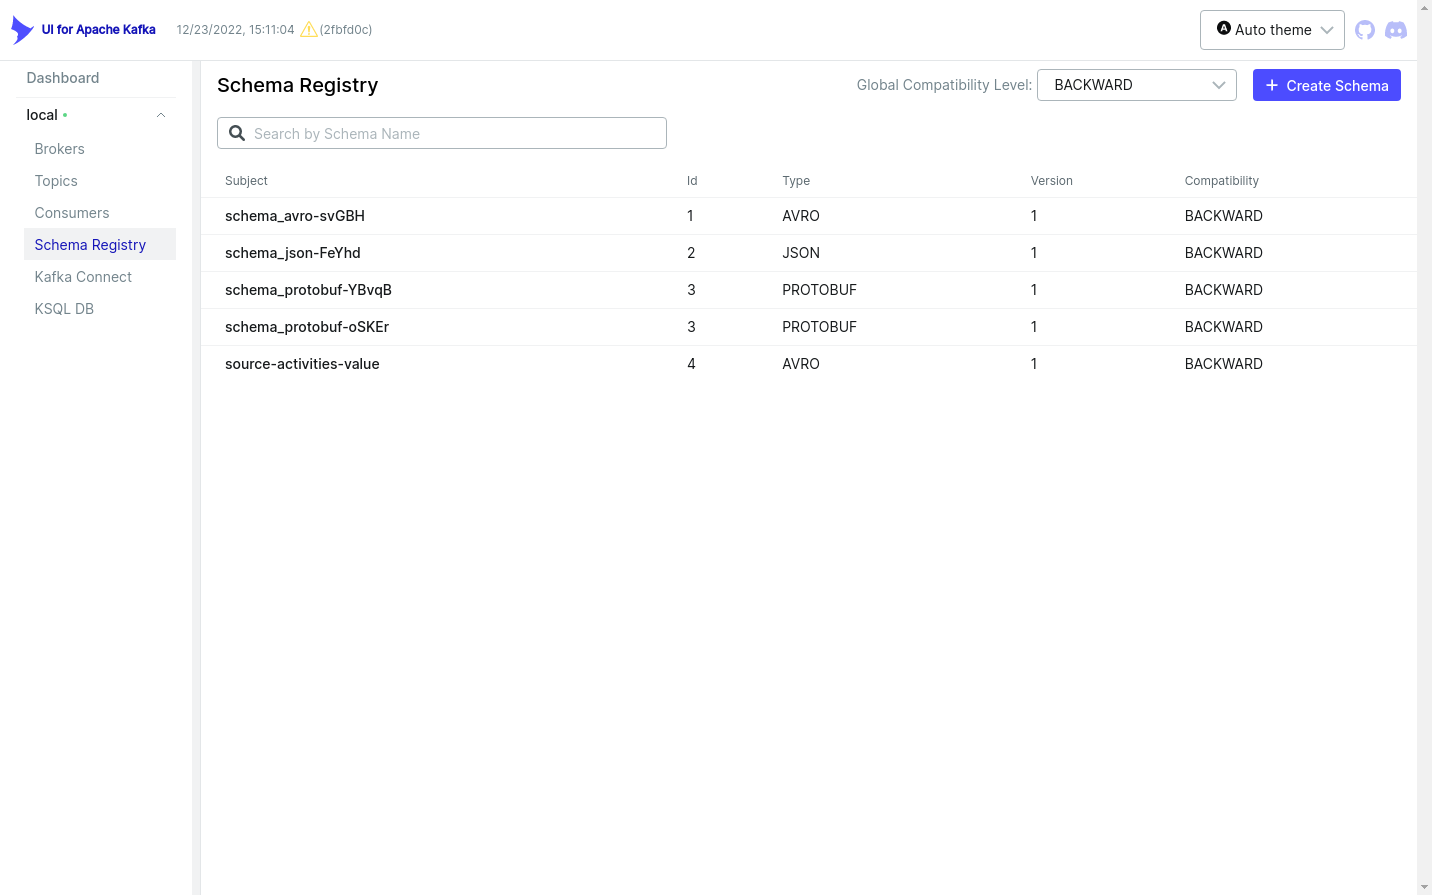 UI for Apache Kafka 12/23/2022, 15:11:04 (2fbfd0c) A Auto theme
Dashboard
local
Brokers
Topics
Consumers
Schema Registry
Kafka Connect
KSQL DB
Schema Registry Global Compatibility Level: BACKWARD Create Schema
Search by Schema Name
Subject Id Type Version Compatibility
schema_avro-svGBH 1 AVRO 1 BACKWARD
schema_json-FeYhd 2 JSON 1 BACKWARD
schema_protobuf-YBvqB 3 PROTOBUF 1 BACKWARD
schema_protobuf-oSKEr 3 PROTOBUF 1 BACKWARD
source-activities-value 4 AVRO 1 BACKWARD